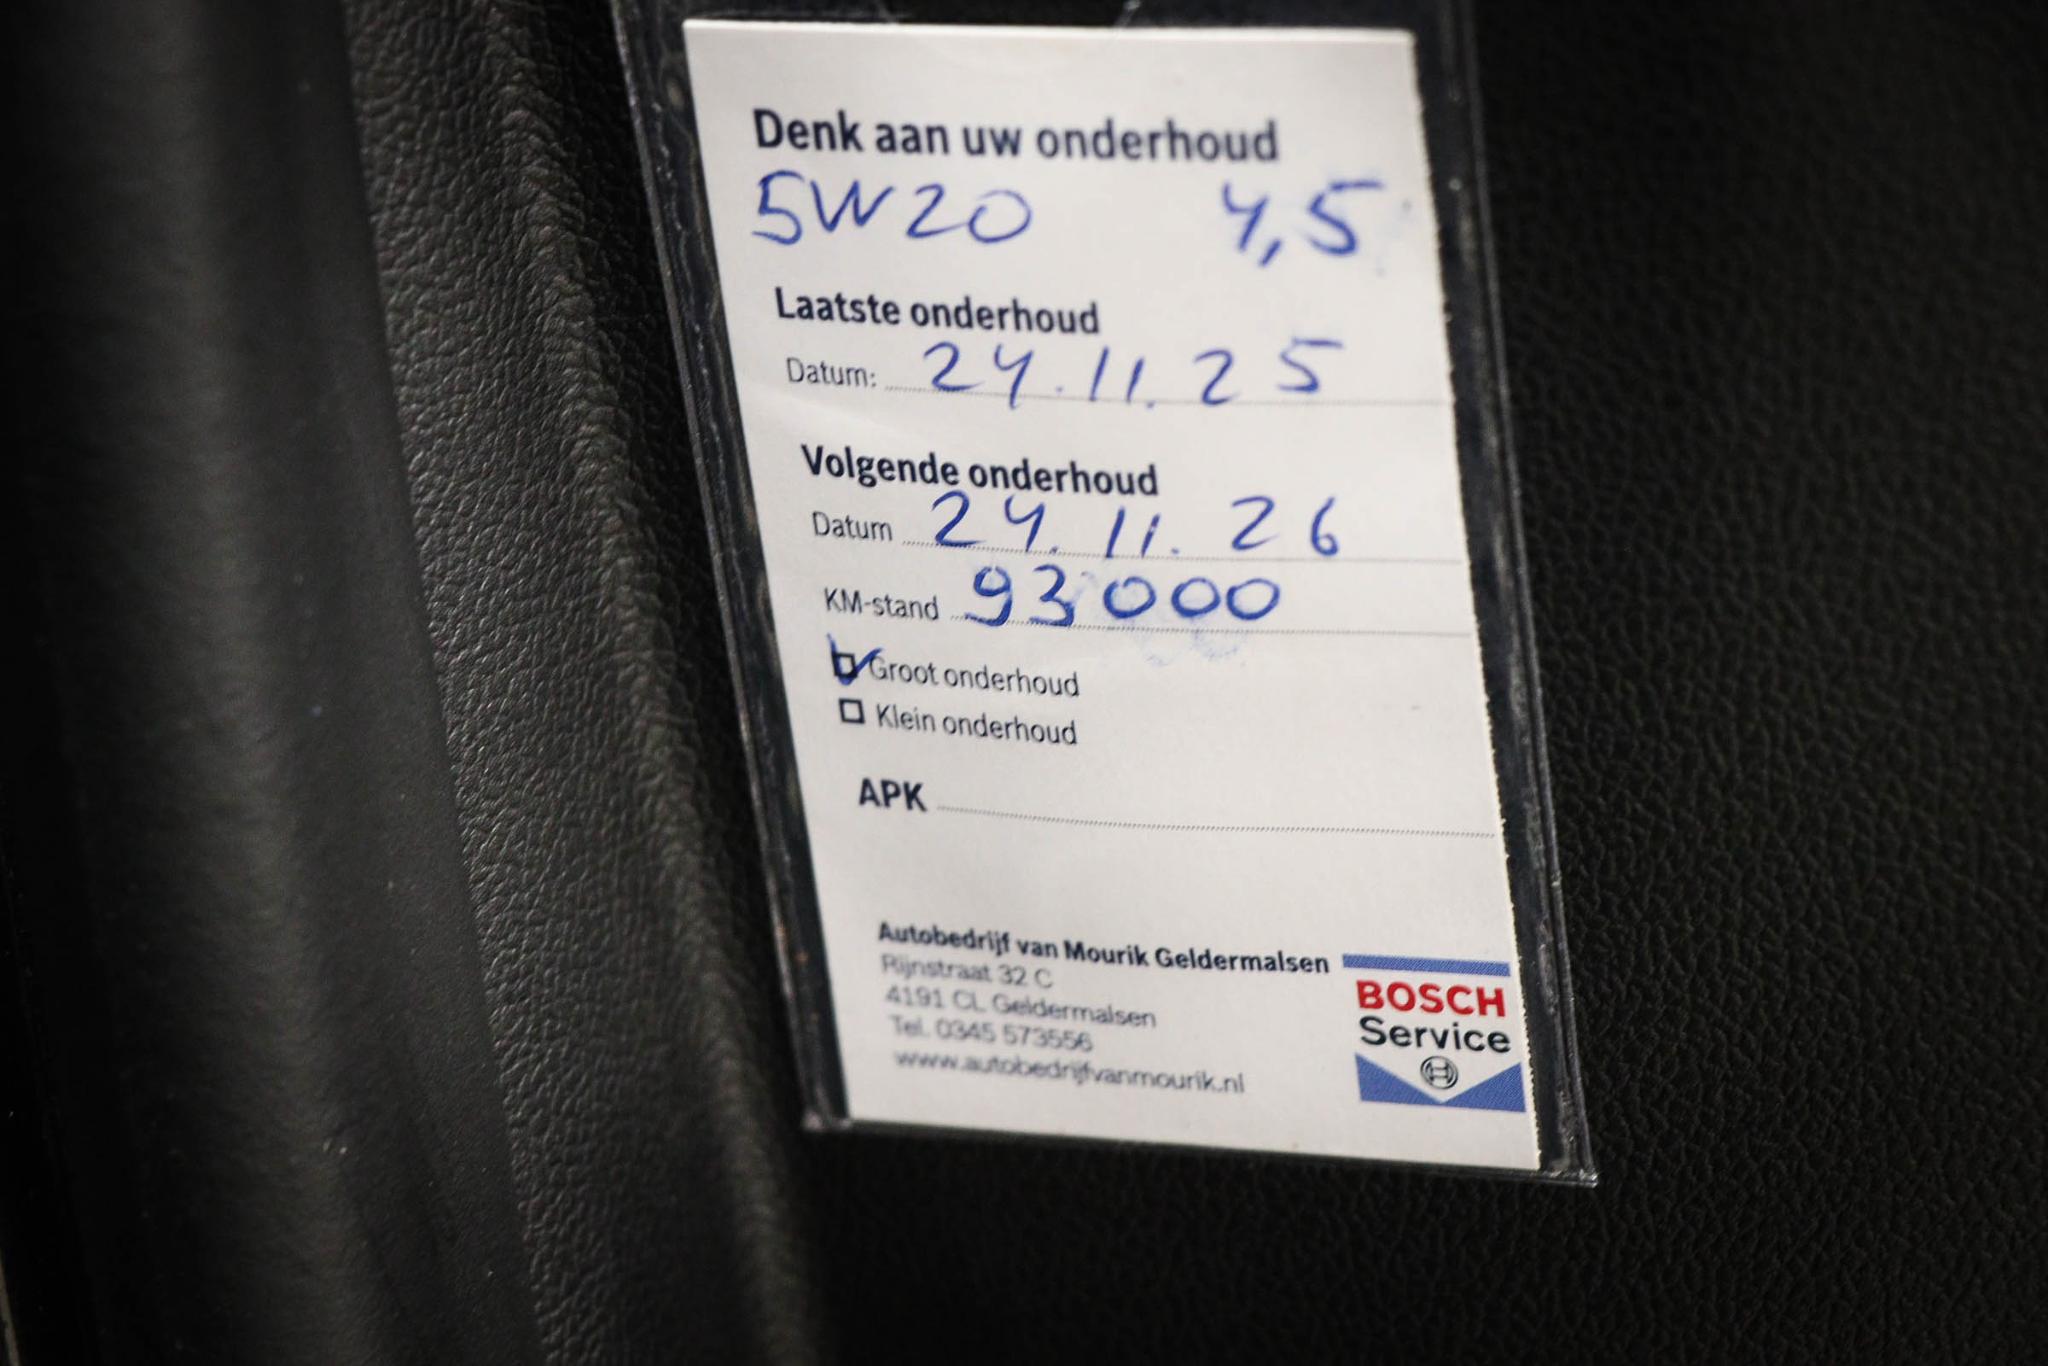 Denk aan uw onderhoud
5W20 4,5
Laatste onderhoud
Datum: 24.11.25
Volgende onderhoud
Datum 24.11.26
KM-stand 93000
Groot onderhoud
Klein onderhoud
APK
Autobedrijf van Mourik Geldermalsen
Rijnstraat 32 C
4191 CL Geldermalsen
Tel. 0345 573556
www.autobedrijfvanmourik.nl
BOSCH
Service